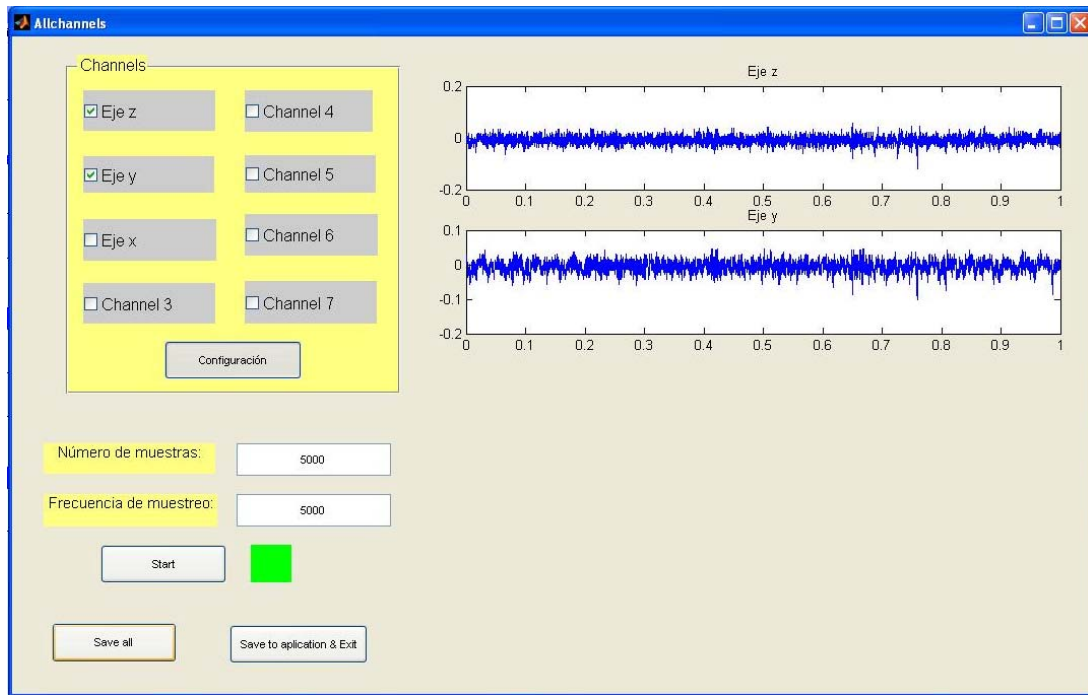 Allchannels
Channels
Eje z
Channel 4
Eje y
Channel 5
Eje x
Channel 6
Channel 3
Channel 7
Configuración
Número de muestras:
5000
Frecuencia de muestreo:
5000
Start
Save all
Save to aplication & Exit
Eje z
0.2
0
-0.2
0 0.1 0.2 0.3 0.4 0.5 0.6 0.7 0.8 0.9 1
Eje y
0.1
0
-0.1
-0.2
0 0.1 0.2 0.3 0.4 0.5 0.6 0.7 0.8 0.9 1